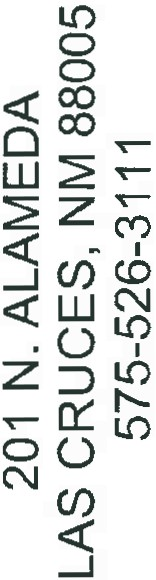 201 N. ALAMEDA
LAS CRUCES, NM 88005
575-526-3111